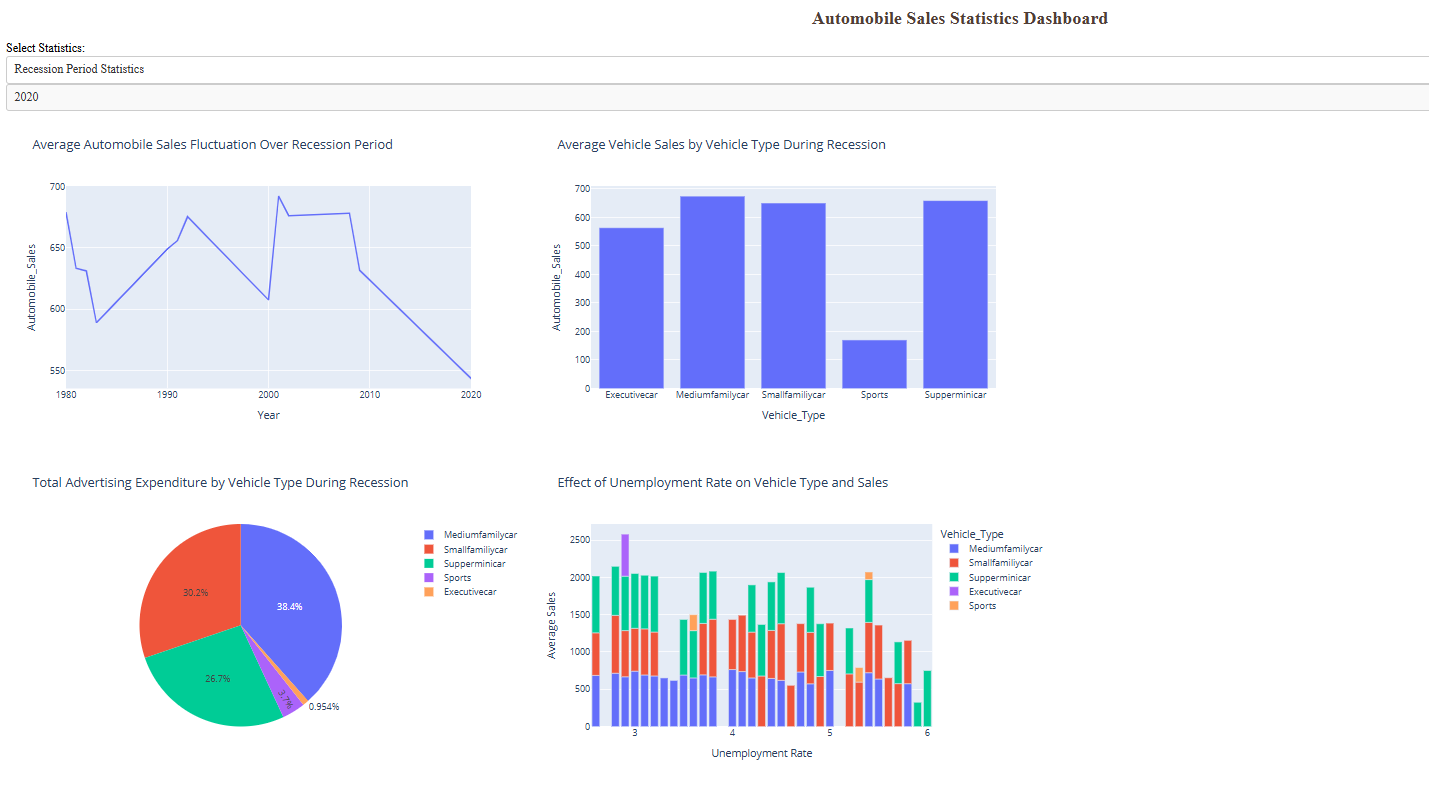 Automobile Sales Statistics Dashboard
Select Statistics:
Recession Period Statistics
2020
Average Automobile Sales Fluctuation Over Recession Period
700
650
600
550
Automobile_Sales
1980 1990 2000 2010 2020
Year
Average Vehicle Sales by Vehicle Type During Recession
700
600
500
400
300
200
100
0
Automobile_Sales
Executivecar Mediumfamilycar Smallfamiliycar Sports Supperminicar
Vehicle_Type
Total Advertising Expenditure by Vehicle Type During Recession
38.4%
30.2%
26.7%
3.7%
0.954%
Mediumfamilycar
Smallfamiliycar
Supperminicar
Sports
Executivecar
Effect of Unemployment Rate on Vehicle Type and Sales
2500
2000
1500
1000
500
0
Average Sales
3 4 5 6
Unemployment Rate
Vehicle_Type
Mediumfamilycar
Smallfamiliycar
Supperminicar
Executivecar
Sports